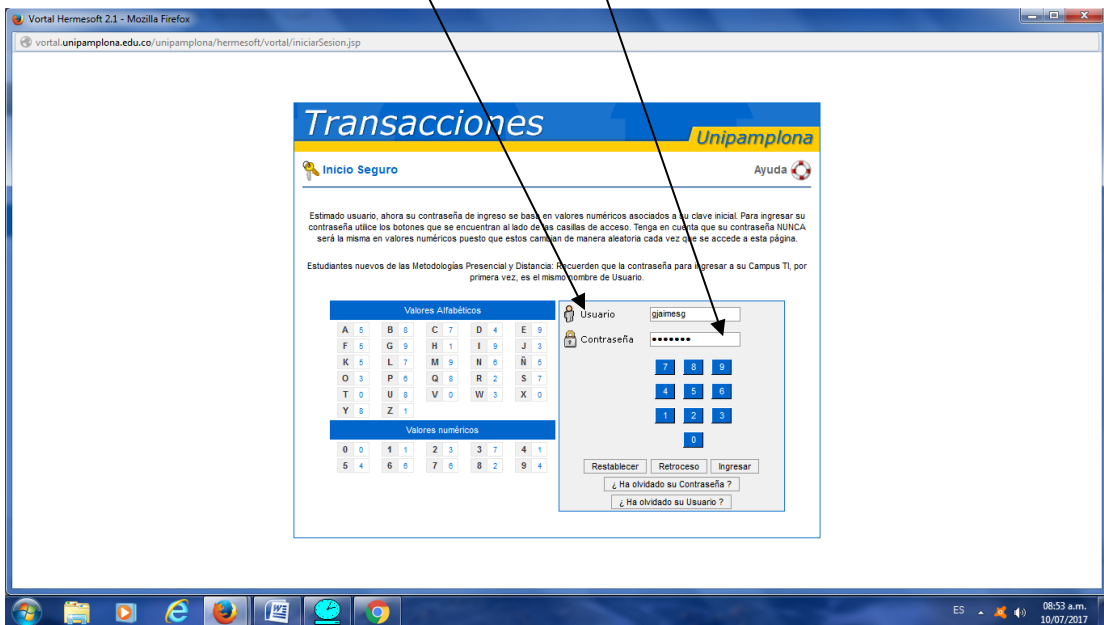 Vortal Hermesoft 2.1 - Mozilla Firefox
vortal.unipamplona.edu.co/unipamplona/hermesoft/vortal/iniciarSesion.jsp
Transacciones
Unipamplona
Inicio Seguro
Ayuda
Estimado usuario, ahora su contraseña de ingreso se basa en valores numéricos asociados a su clave inicial. Para ingresar su
contraseña utilice los botones que se encuentran al lado de las casillas de acceso. Tenga en cuenta que su contraseña NUNCA
será la misma en valores numéricos puesto que estos cambian de manera aleatoria cada vez que se accede a esta página.
Estudiantes nuevos de las Metodologías Presencial y Distancia: Recuerden que la contraseña para ingresar a su Campus TI, por
primera vez, es el mismo nombre de Usuario.
Valores Alfabéticos
A 5 B 8 C 7 D 4 E 9
F 5 G 9 H 1 I 9 J 3
K 5 L 7 M 9 N 6 Ñ 5
O 3 P 6 Q 8 R 2 S 7
T 0 U 8 V 0 W 3 X 0
Y 8 Z 1
Valores numéricos
0 0 1 1 2 3 3 7 4 1
5 4 6 6 7 6 8 2 9 4
Usuario gjaimesg
Contraseña •••••••
7 8 9
4 5 6
1 2 3
0
Restablecer Retroceso Ingresar
¿ Ha olvidado su Contraseña ?
¿ Ha olvidado su Usuario ?
ES
08:53 a.m.
10/07/2017